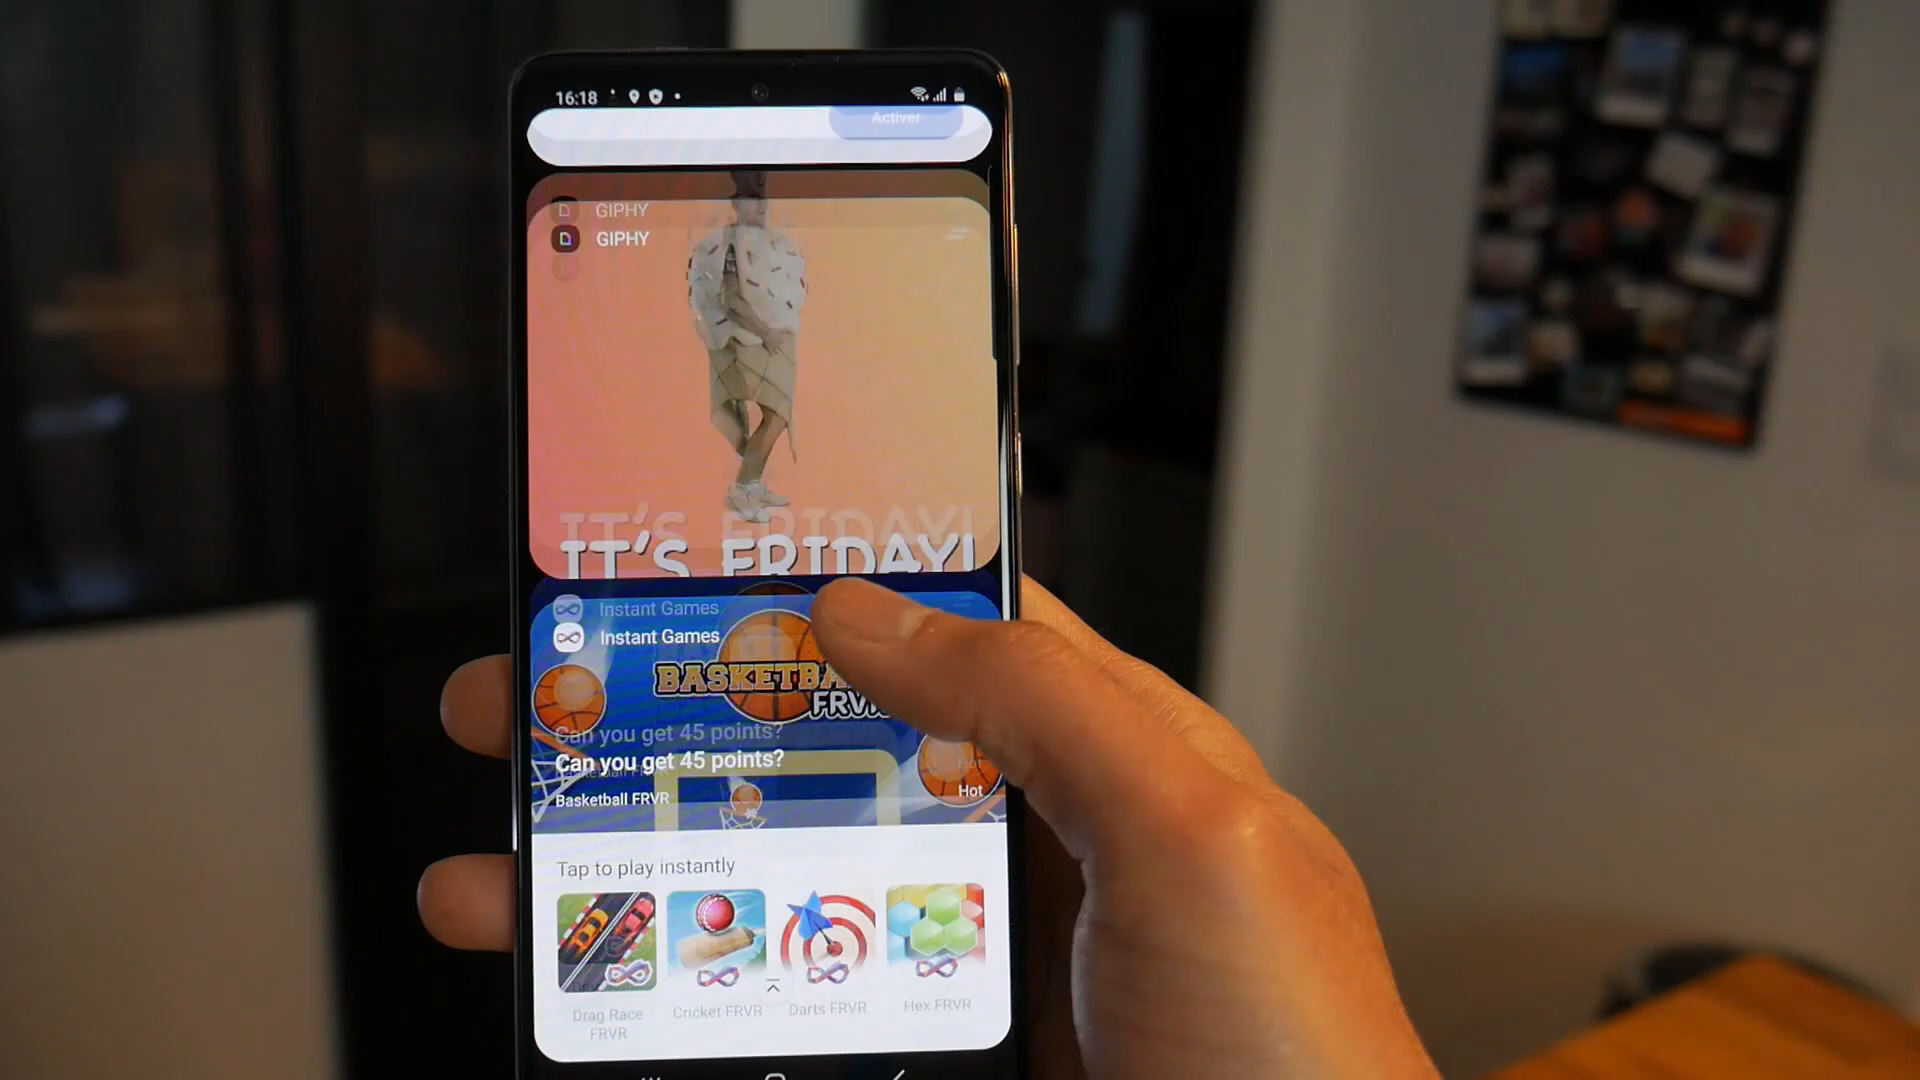 16:18
Activer
GIPHY
GIPHY
IT'S FRIDAY!
IT'S FRIDAY!
Instant Games
Instant Games
BASKETBA
FRVR
Can you get 45 points?
Can you get 45 points?
Basketball FRVR
Hot
Basketball FRVR
Hot
Tap to play instantly
Drag Race
FRVR
Cricket FRVR
Darts FRVR
Hex FRVR